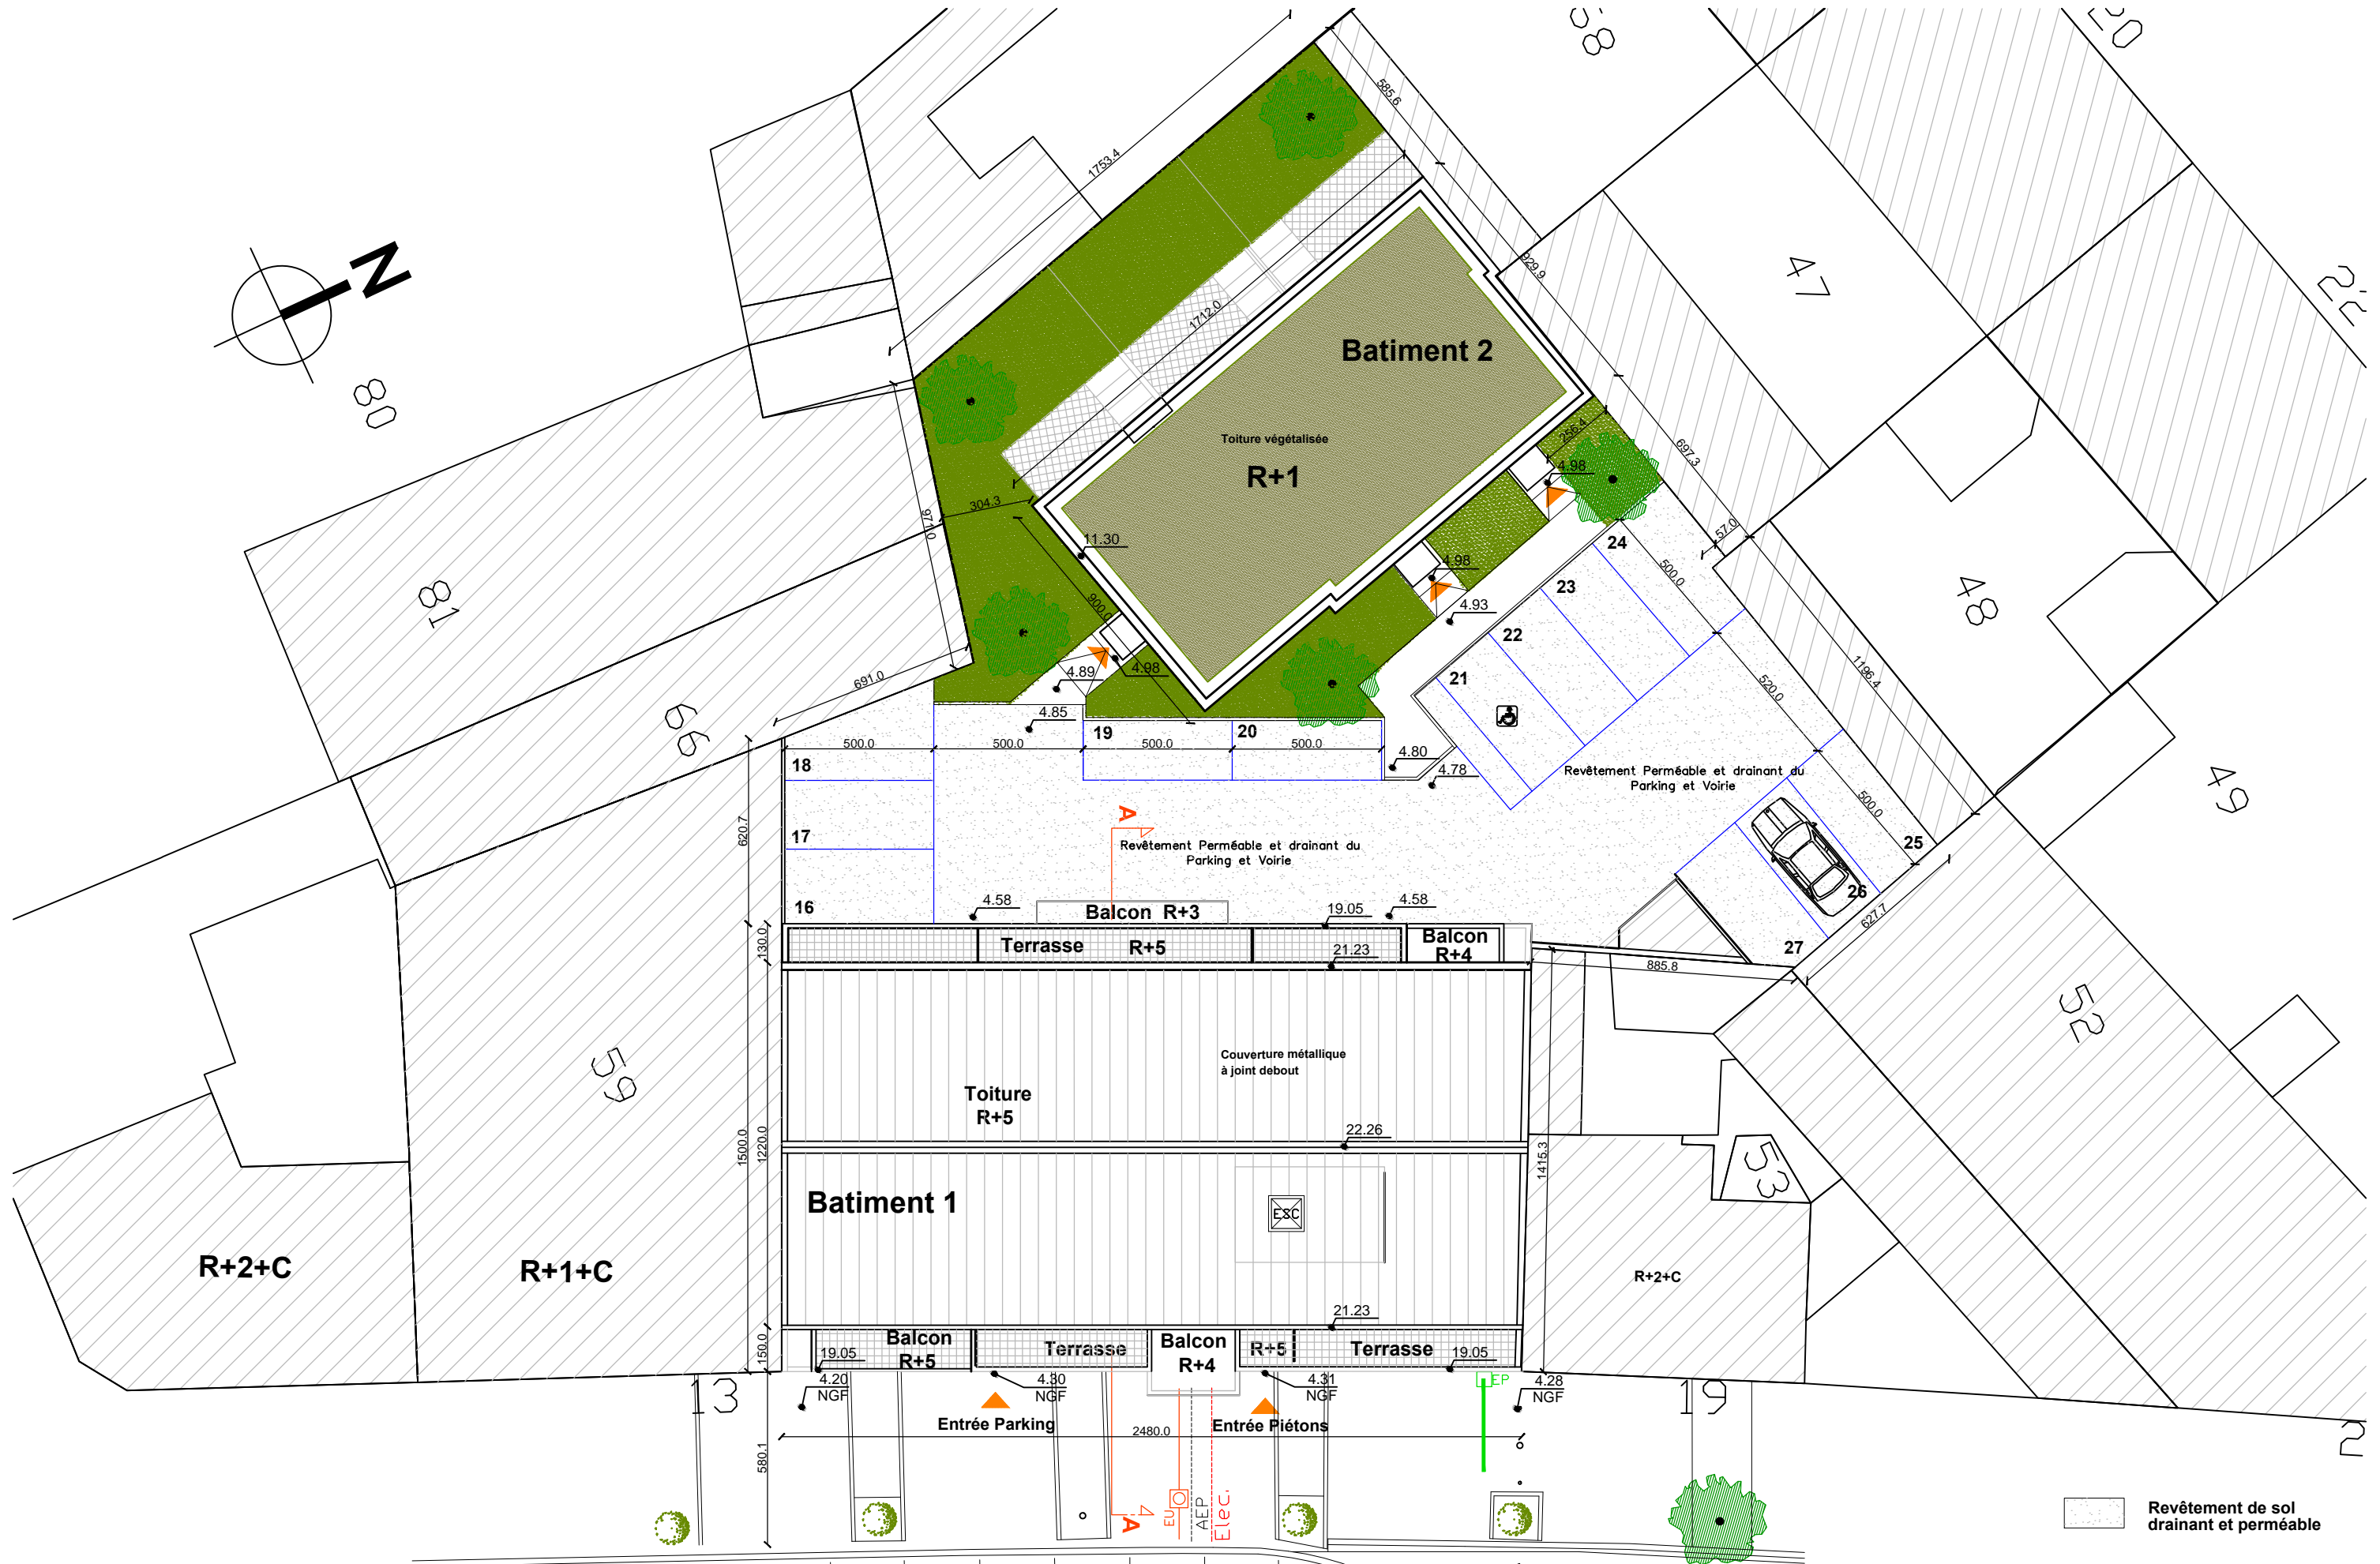 58
20
585.6
1753.4
N
47
22
929.9
80
1712.0
Batiment 2
Toiture végétalisée
R+1
256.4
697.3
4.98
304.3
971.0
11.30
57.0
24
500.0
4.98
23
48
81
900.0
4.93
22
4.89
4.98
21
1196.4
691.0
520.0
66
4.85
19
20
500.0
500.0
500.0
500.0
4.80
4.78
18
Revêtement Perméable et drainant du
Parking et Voirie
49
500.0
A
620.7
17
Revêtement Perméable et drainant du
Parking et Voirie
25
26
16
4.58
Balcon R+3
19.05
4.58
627.7
130.0
Terrasse R+5
Balcon
R+4
21.23
27
885.8
52
59
Couverture métallique
à joint debout
Toiture
R+5
22.26
1500.0
1220.0
1415.3
53
Batiment 1
ESC
R+2+C
R+1+C
R+2+C
21.23
150.0
Balcon
R+5
19.05
Terrasse
Balcon
R+4
R+5
Terrasse
19.05
13
4.20
NGF
4.30
NGF
4.31
NGF
EP
4.28
NGF
19
Entrée Parking
Entrée Piétons
2480.0
580.1
2
A
EU
AEP
Elec.
Revêtement de sol
drainant et perméable